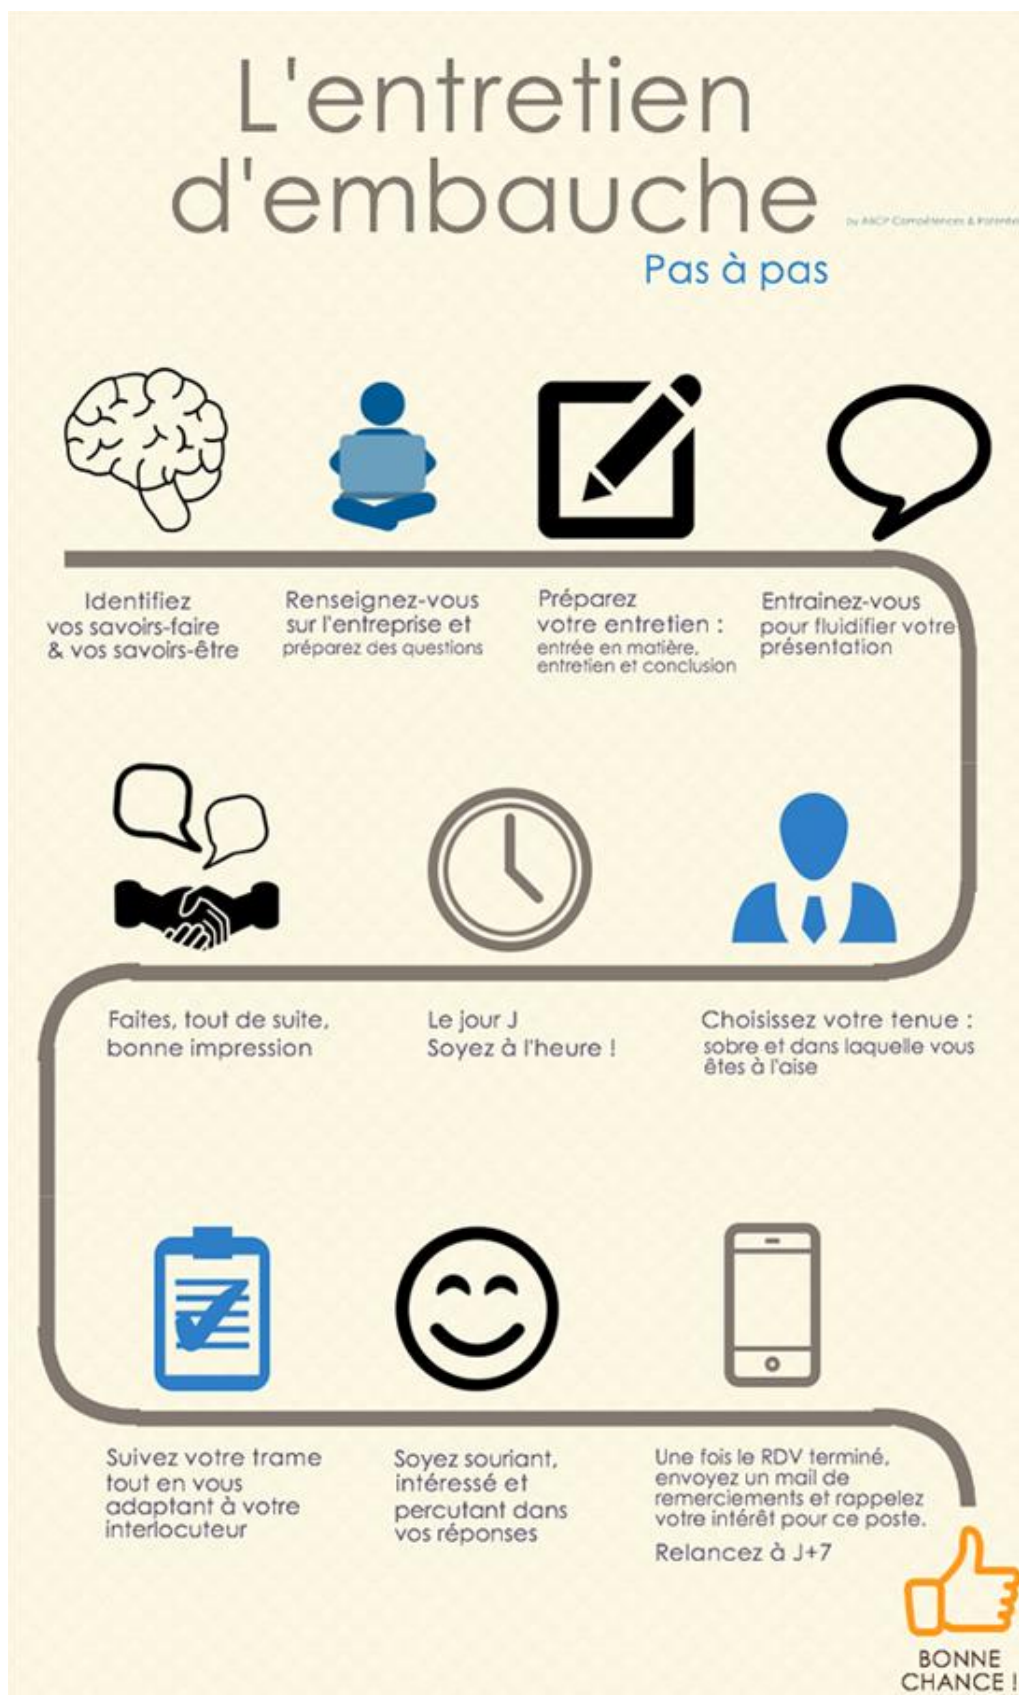 L'entretien
d'embauche
by ABCP Compétences &
Pas à pas
Identifiez
vos savoirs-faire
& vos savoirs-être
Renseignez-vous
sur l'entreprise et
préparez des questions
Préparez
votre entretien :
entrée en matière,
entretien et conclusion
Entrainez-vous
pour fluidifier votre
présentation
Choisissez votre tenue :
sobre et dans laquelle vous
êtes à l'aise
Le jour J
Soyez à l'heure !
Faites, tout de suite,
bonne impression
Suivez votre trame
tout en vous
adaptant à votre
interlocuteur
Soyez souriant,
intéressé et
percutant dans
vos réponses
Une fois le RDV terminé,
envoyez un mail de
remerciements et rappelez
votre intérêt pour ce poste.
Relancez à J+7
BONNE
CHANCE !